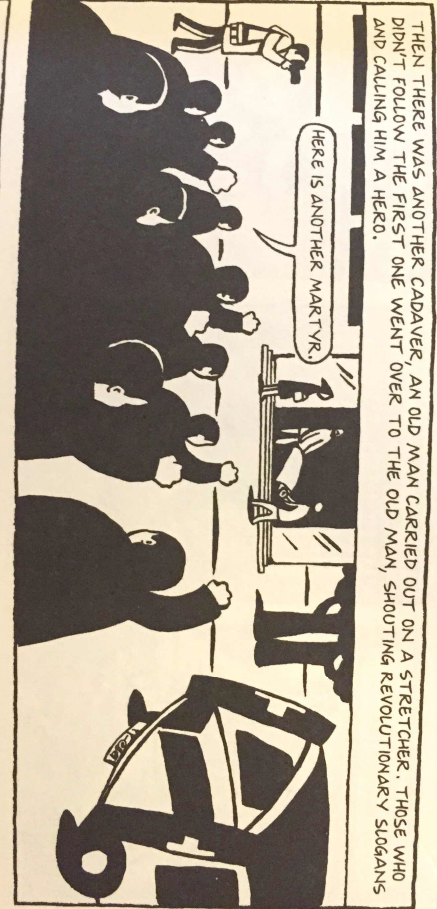 THEN THERE WAS ANOTHER CADAVER, AN OLD MAN CARRIED OUT ON A STRETCHER. THOSE WHO
DIDN'T FOLLOW THE FIRST ONE WENT OVER TO THE OLD MAN, SHOUTING REVOLUTIONARY SLOGANS
AND CALLING HIM A HERO.
HERE IS ANOTHER MARTYR.